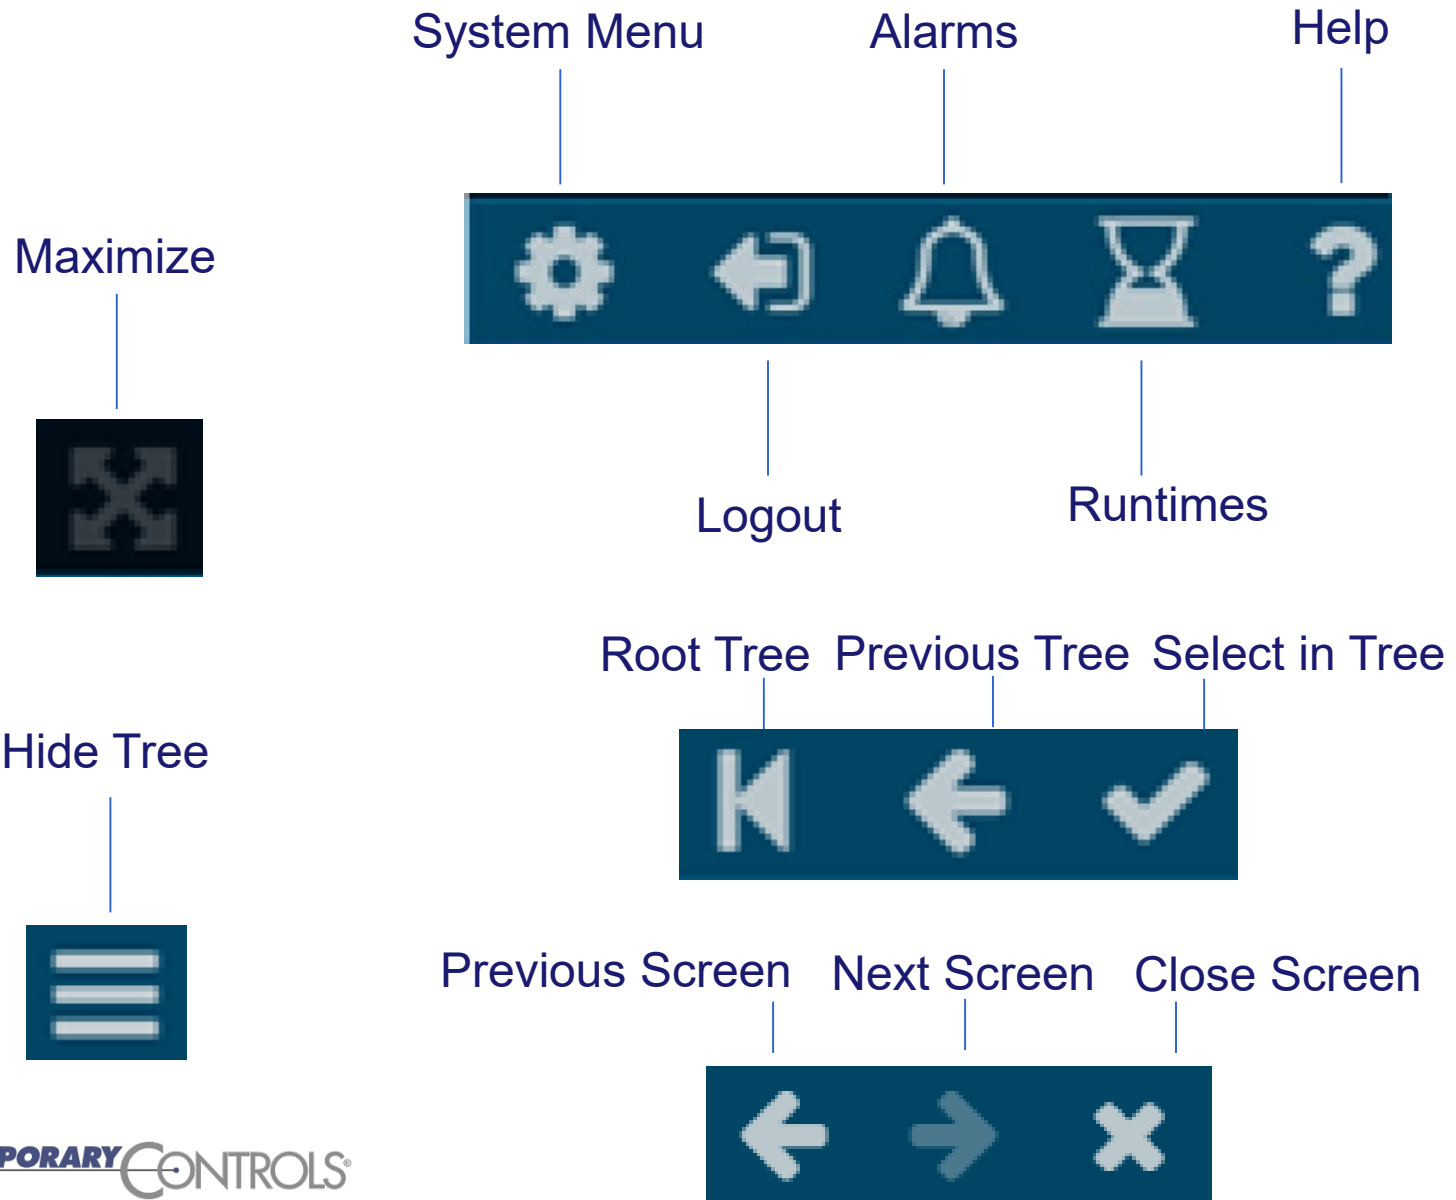 System Menu
Alarms
Help
Maximize
Logout
Runtimes
Root Tree
Previous Tree
Select in Tree
Hide Tree
Previous Screen
Next Screen
Close Screen
PORARY CONTROLS®